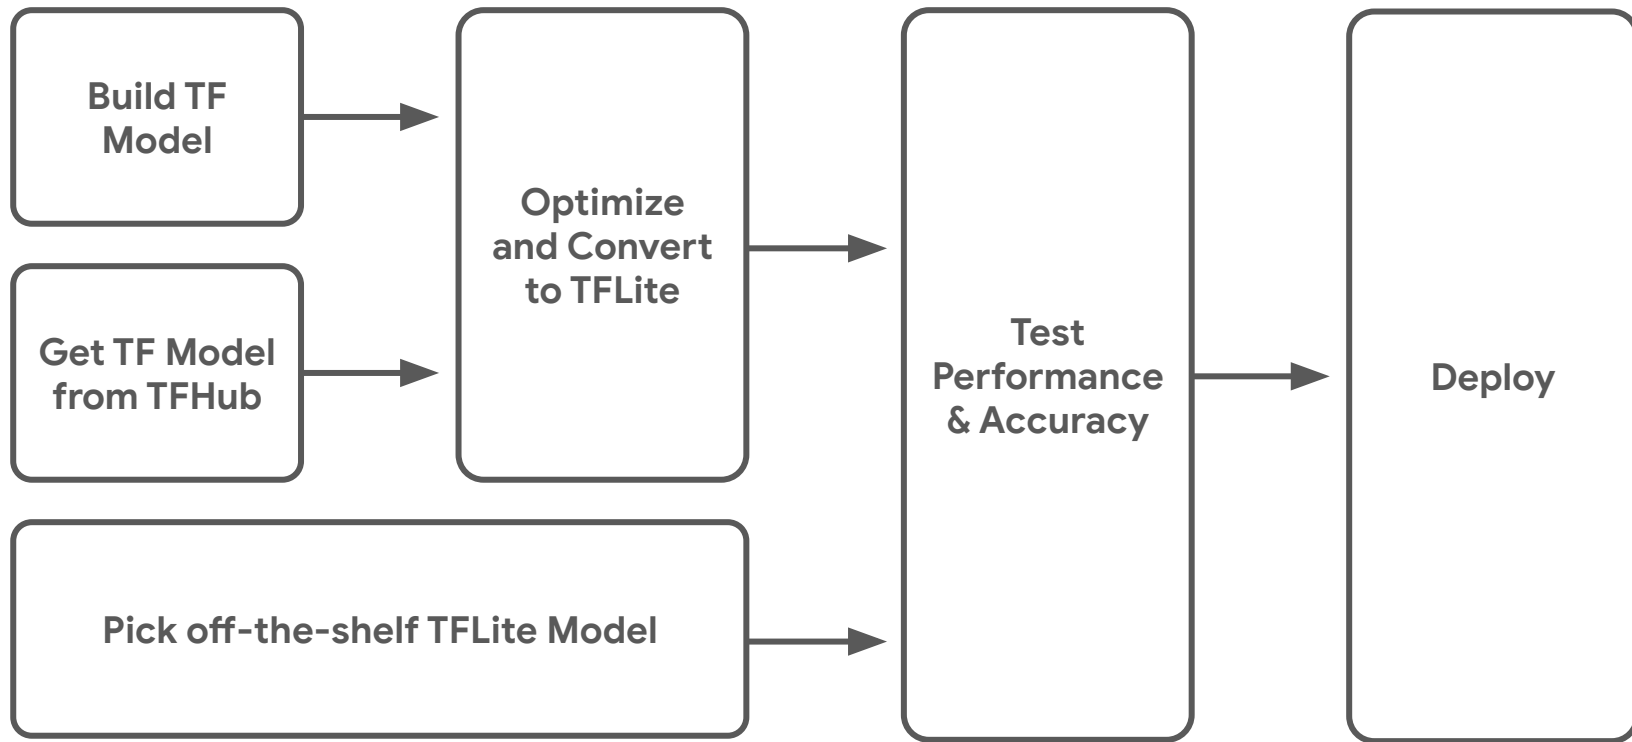 Build TF
Model
Get TF Model
from TFHub
Optimize
and Convert
to TFLite
Pick off-the-shelf TFLite Model
Test
Performance
& Accuracy
Deploy